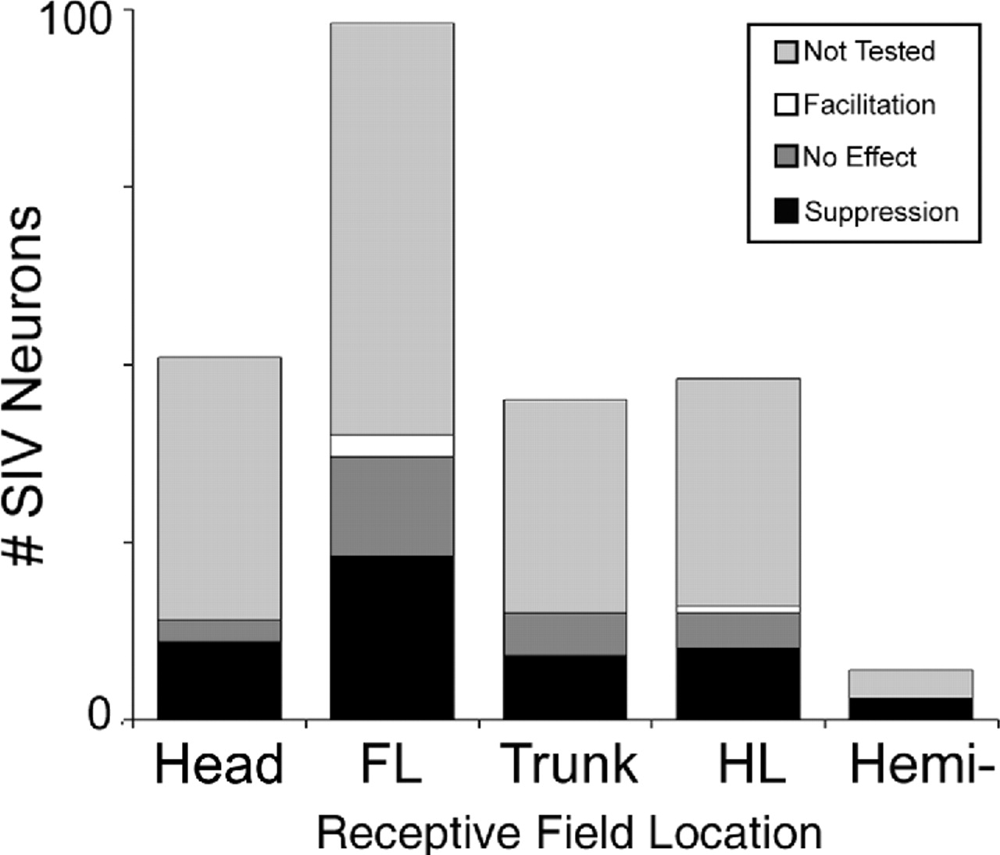 100
Not Tested
Facilitation
No Effect
Suppression
# SIV Neurons
0
Head FL Trunk HL Hemi-
Receptive Field Location